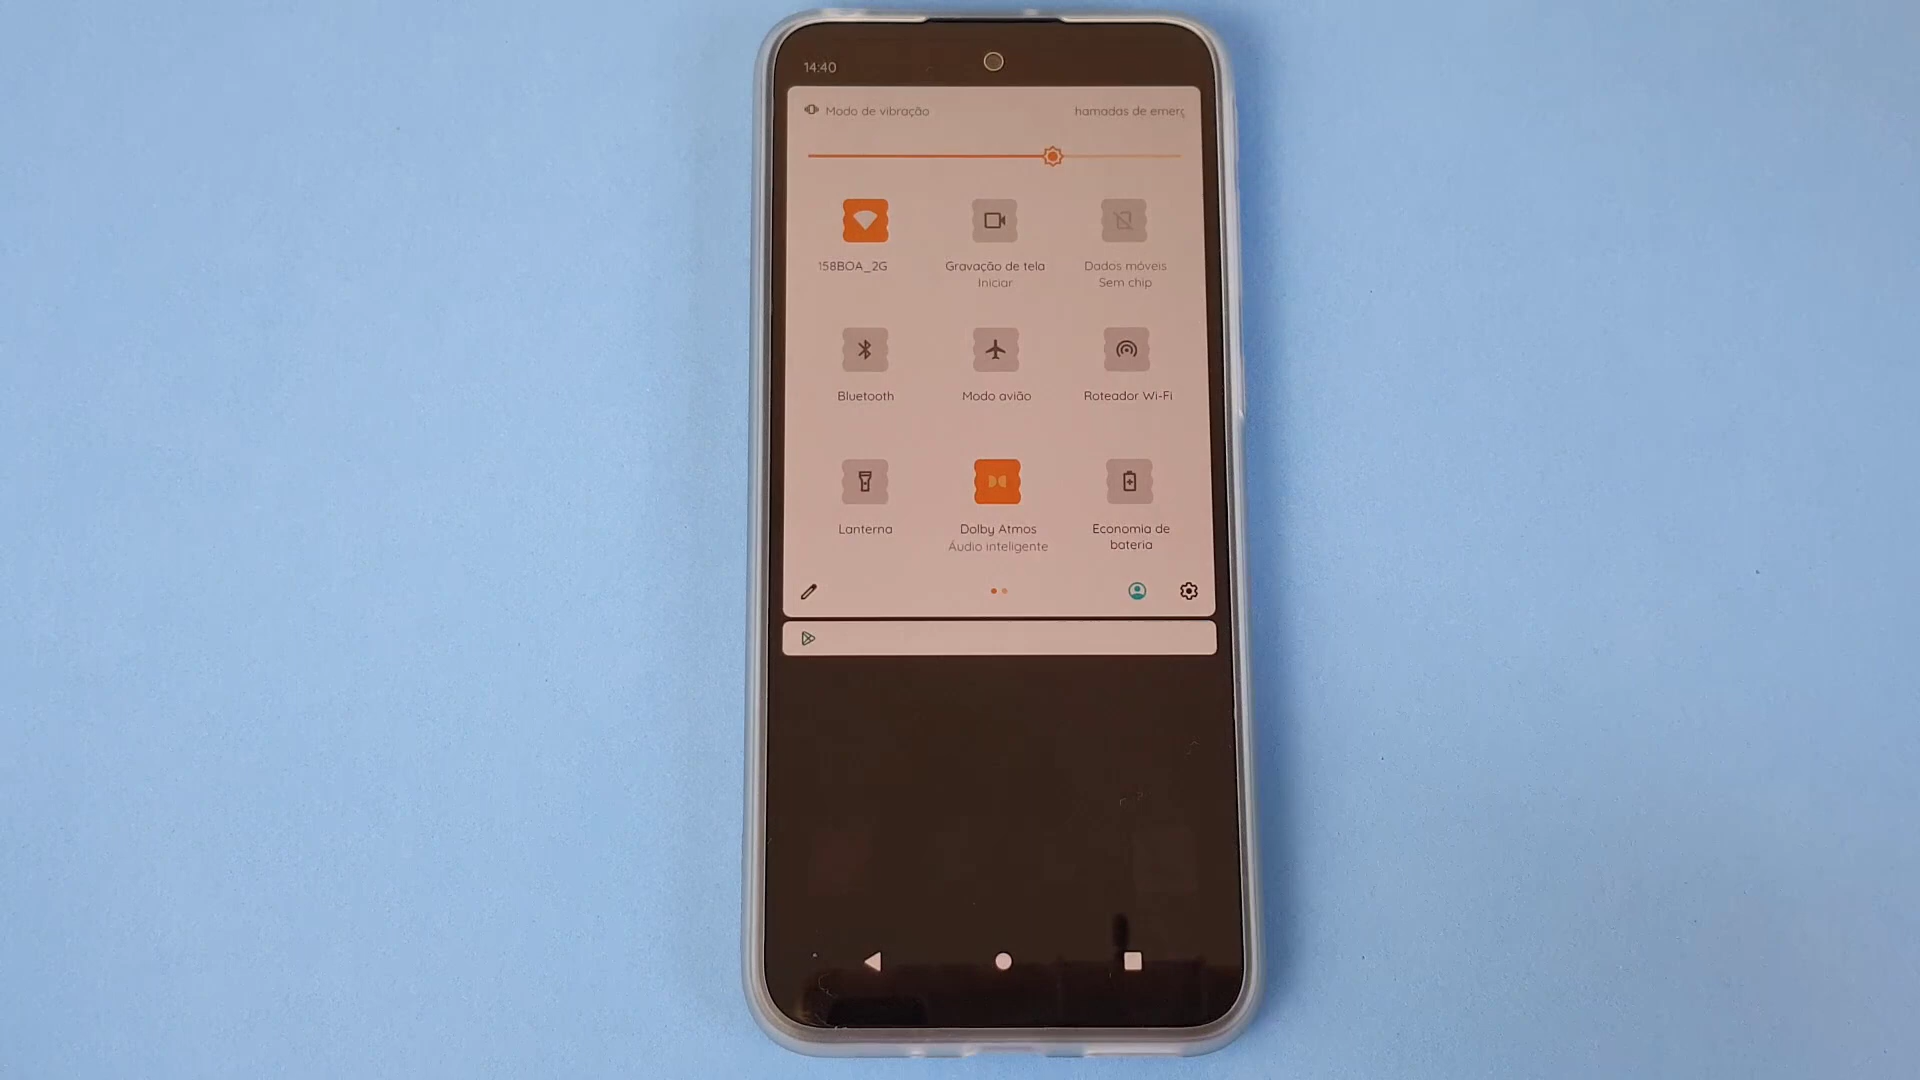 14:40
Modo de vibração
hamadas de emerg
158BOA_2G
Gravação de tela
Iniciar
Dados móveis
Sem chip
Bluetooth
Modo avião
Roteador Wi-Fi
Lanterna
Dolby Atmos
Áudio inteligente
Economia de
bateria